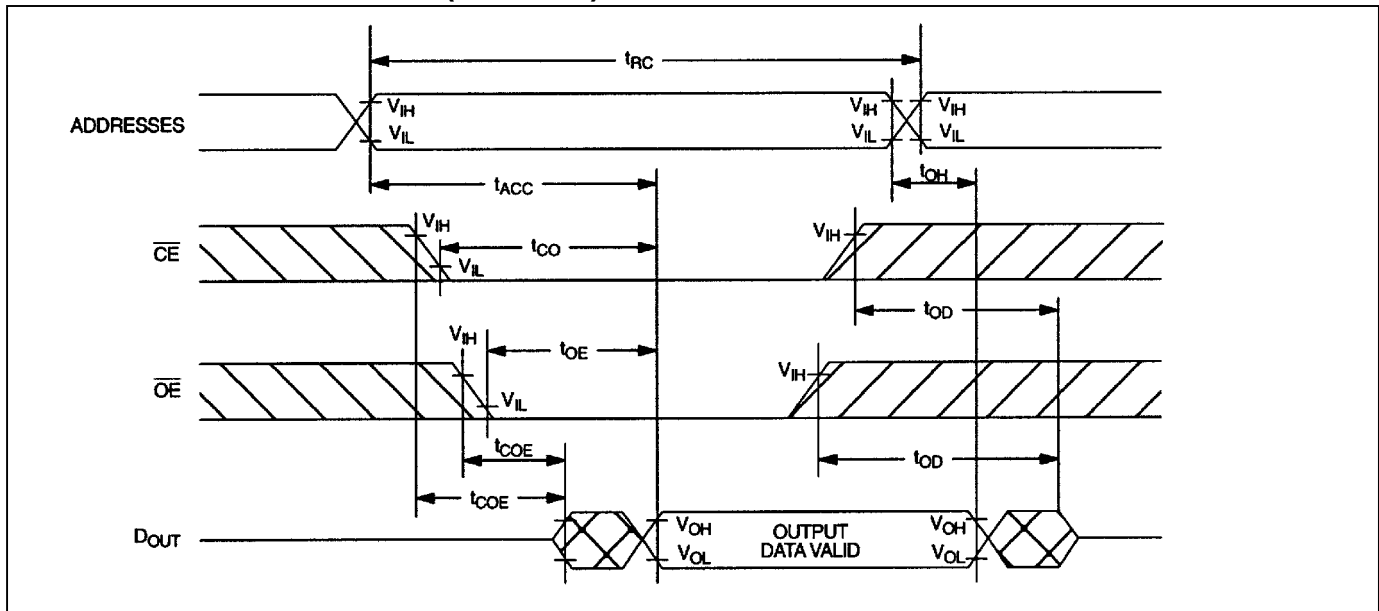 tRC
VIH
VIH
VIH
ADDRESSES
VIL
VIL
VIL
tACC
tOH
VIH
tCO
VIH
CE
VIL
tOD
VIH
tOE
VIH
OE
VIL
tCOE
tOD
tCOE
DOUT
VOH
OUTPUT
VOH
VOL
DATA VALID
VOL